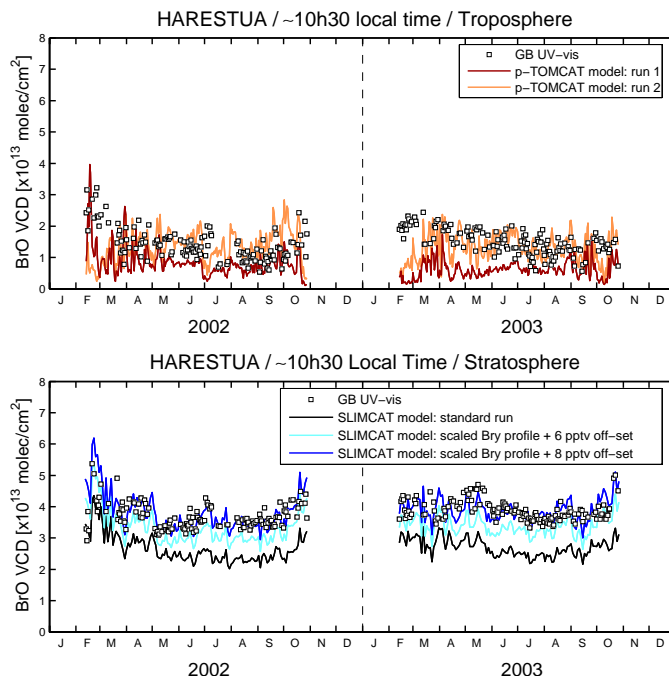 HARESTUA / ~10h30 local time / Troposphere
GB UV−vis
p−TOMCAT model: run 1
p−TOMCAT model: run 2
BrO VCD [x10^13 molec/cm^2]
8
7
6
5
4
3
2
1
0
J F M A M J J A S O N D J F M A M J J A S O N D
2002 2003
HARESTUA / ~10h30 Local Time / Stratosphere
GB UV−vis
SLIMCAT model: standard run
SLIMCAT model: scaled Bry profile + 6 pptv off−set
SLIMCAT model: scaled Bry profile + 8 pptv off−set
BrO VCD [x10^13 molec/cm^2]
8
7
6
5
4
3
2
1
0
J F M A M J J A S O N D J F M A M J J A S O N D
2002 2003